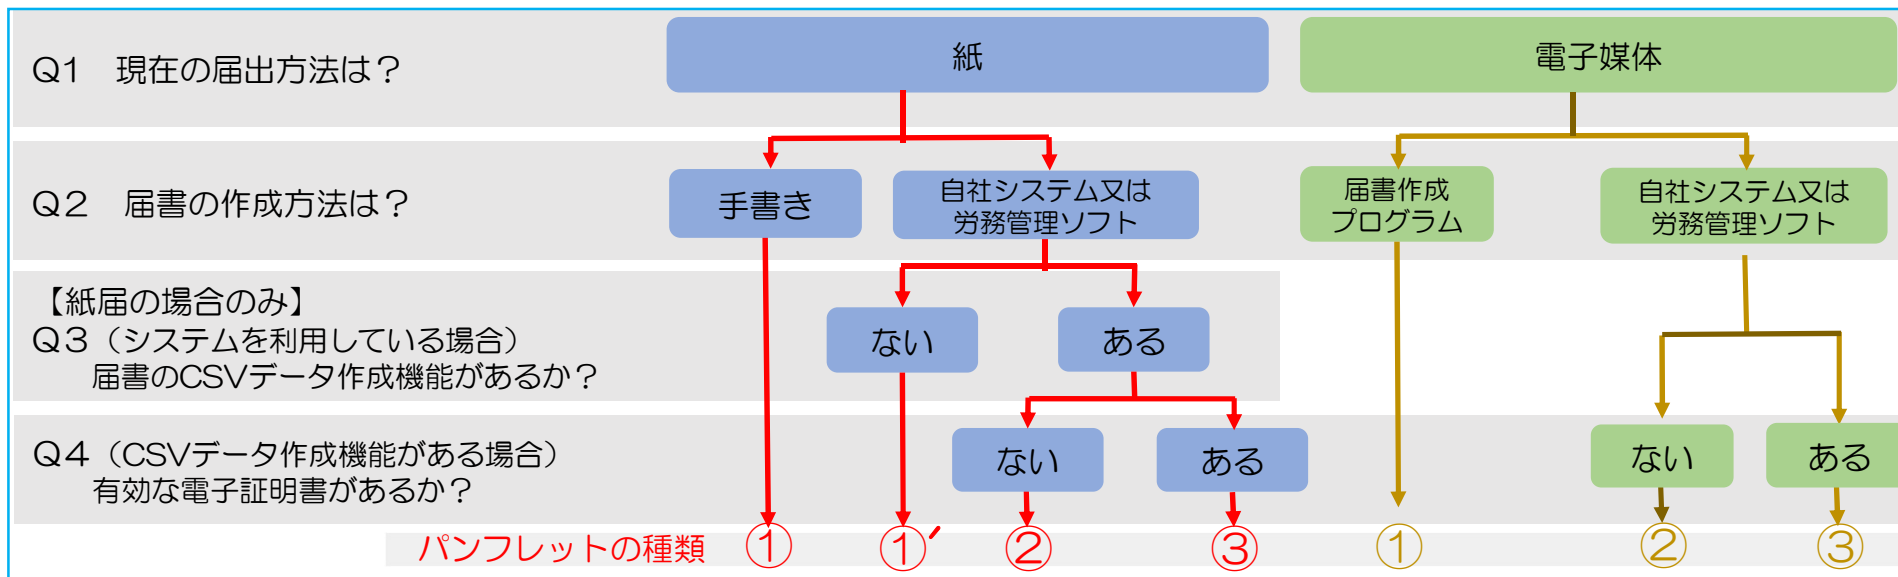 Q1 現在の届出方法は？
紙
電子媒体
Q2 届書の作成方法は？
手書き
自社システム又は
労務管理ソフト
届書作成
プログラム
自社システム又は
労務管理ソフト
【紙届の場合のみ】
Q3（システムを利用している場合）
届書のCSVデータ作成機能があるか？
ない
ある
Q4（CSVデータ作成機能がある場合）
有効な電子証明書があるか？
ない
ある
ない
ある
パンフレットの種類 ① ①´ ② ③ ① ② ③